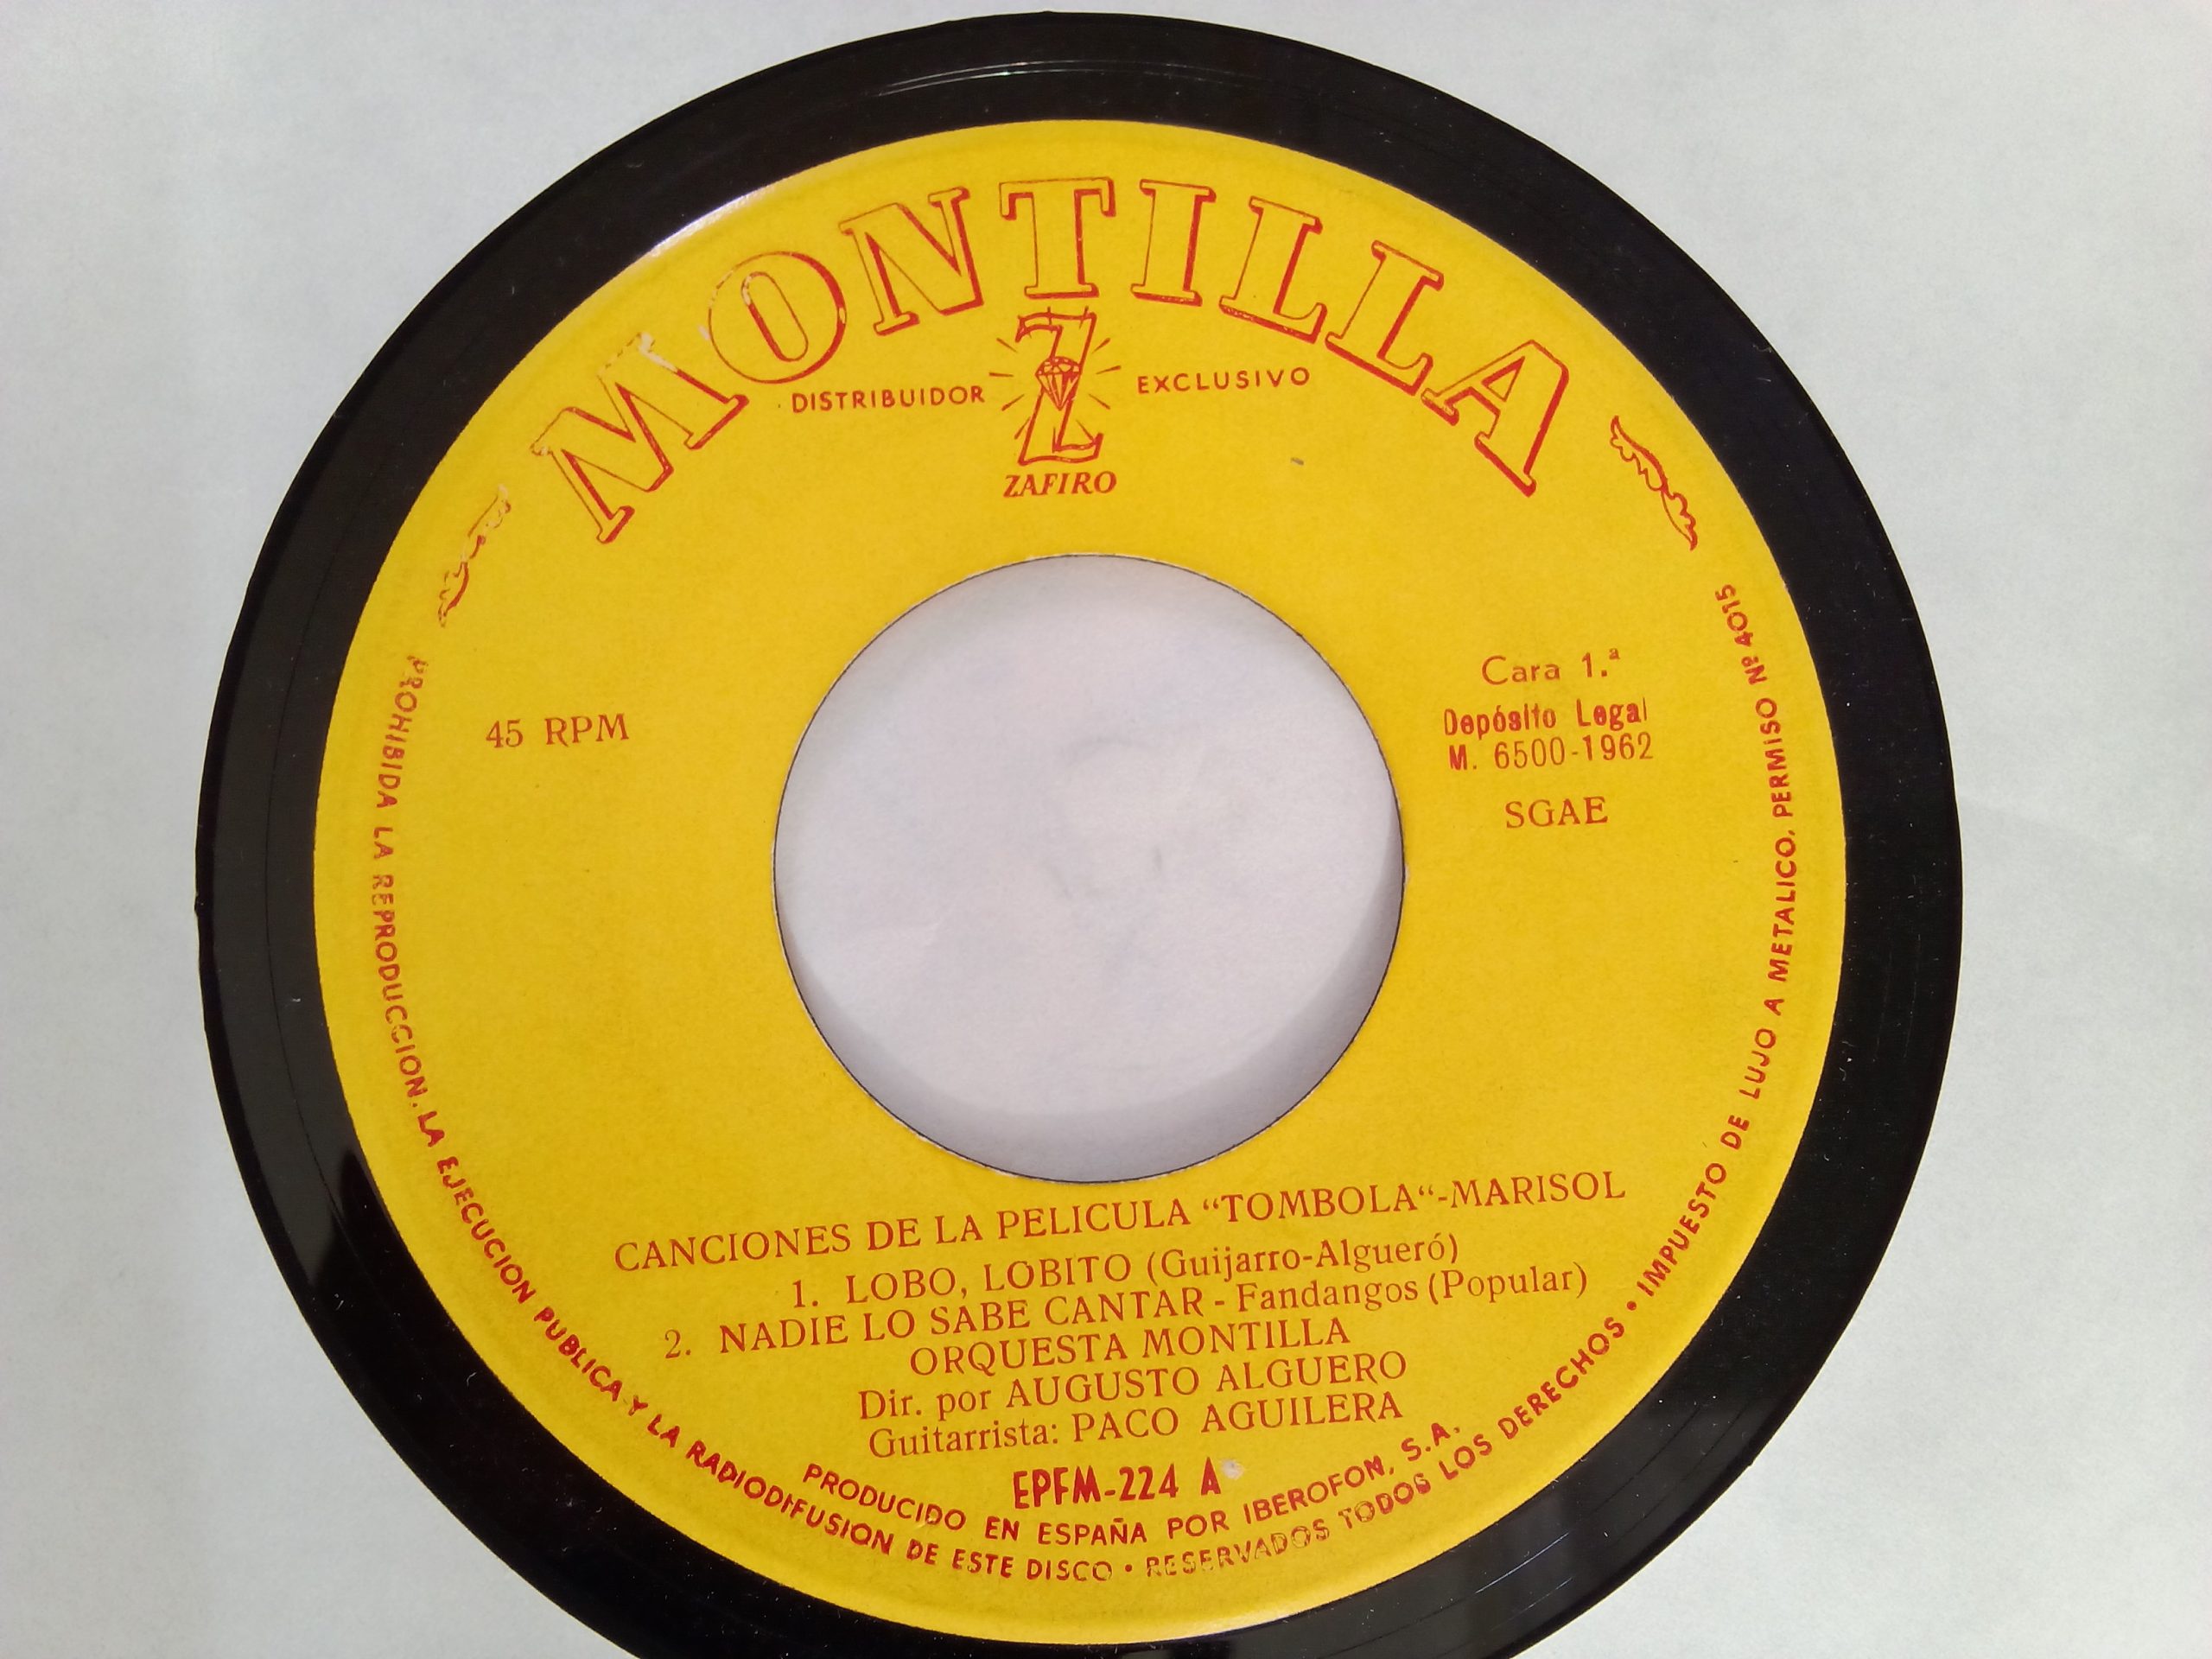 MONTILLA
DISTRIBUIDOR Z EXCLUSIVO
ZAFIRO
45 RPM
Cara 1.ª
Depósito Legal
M. 6500-1962
SGAE
CANCIONES DE LA PELICULA “TOMBOLA“-MARISOL
1. LOBO, LOBITO (Guijarro-Algueró)
2. NADIE LO SABE CANTAR - Fandangos (Popular)
ORQUESTA MONTILLA
Dir. por AUGUSTO ALGUERO
Guitarrista: PACO AGUILERA
EPFM-224 A
PRODUCIDO EN ESPAÑA POR IBEROFON, S.A.
PROHIBIDA LA REPRODUCCION. LA EJECUCION PUBLICA Y LA RADIODIFUSION DE ESTE DISCO • RESERVADOS TODOS LOS DERECHOS • IMPUESTO DE LUJO A METALICO, PERMISO Nº 4015